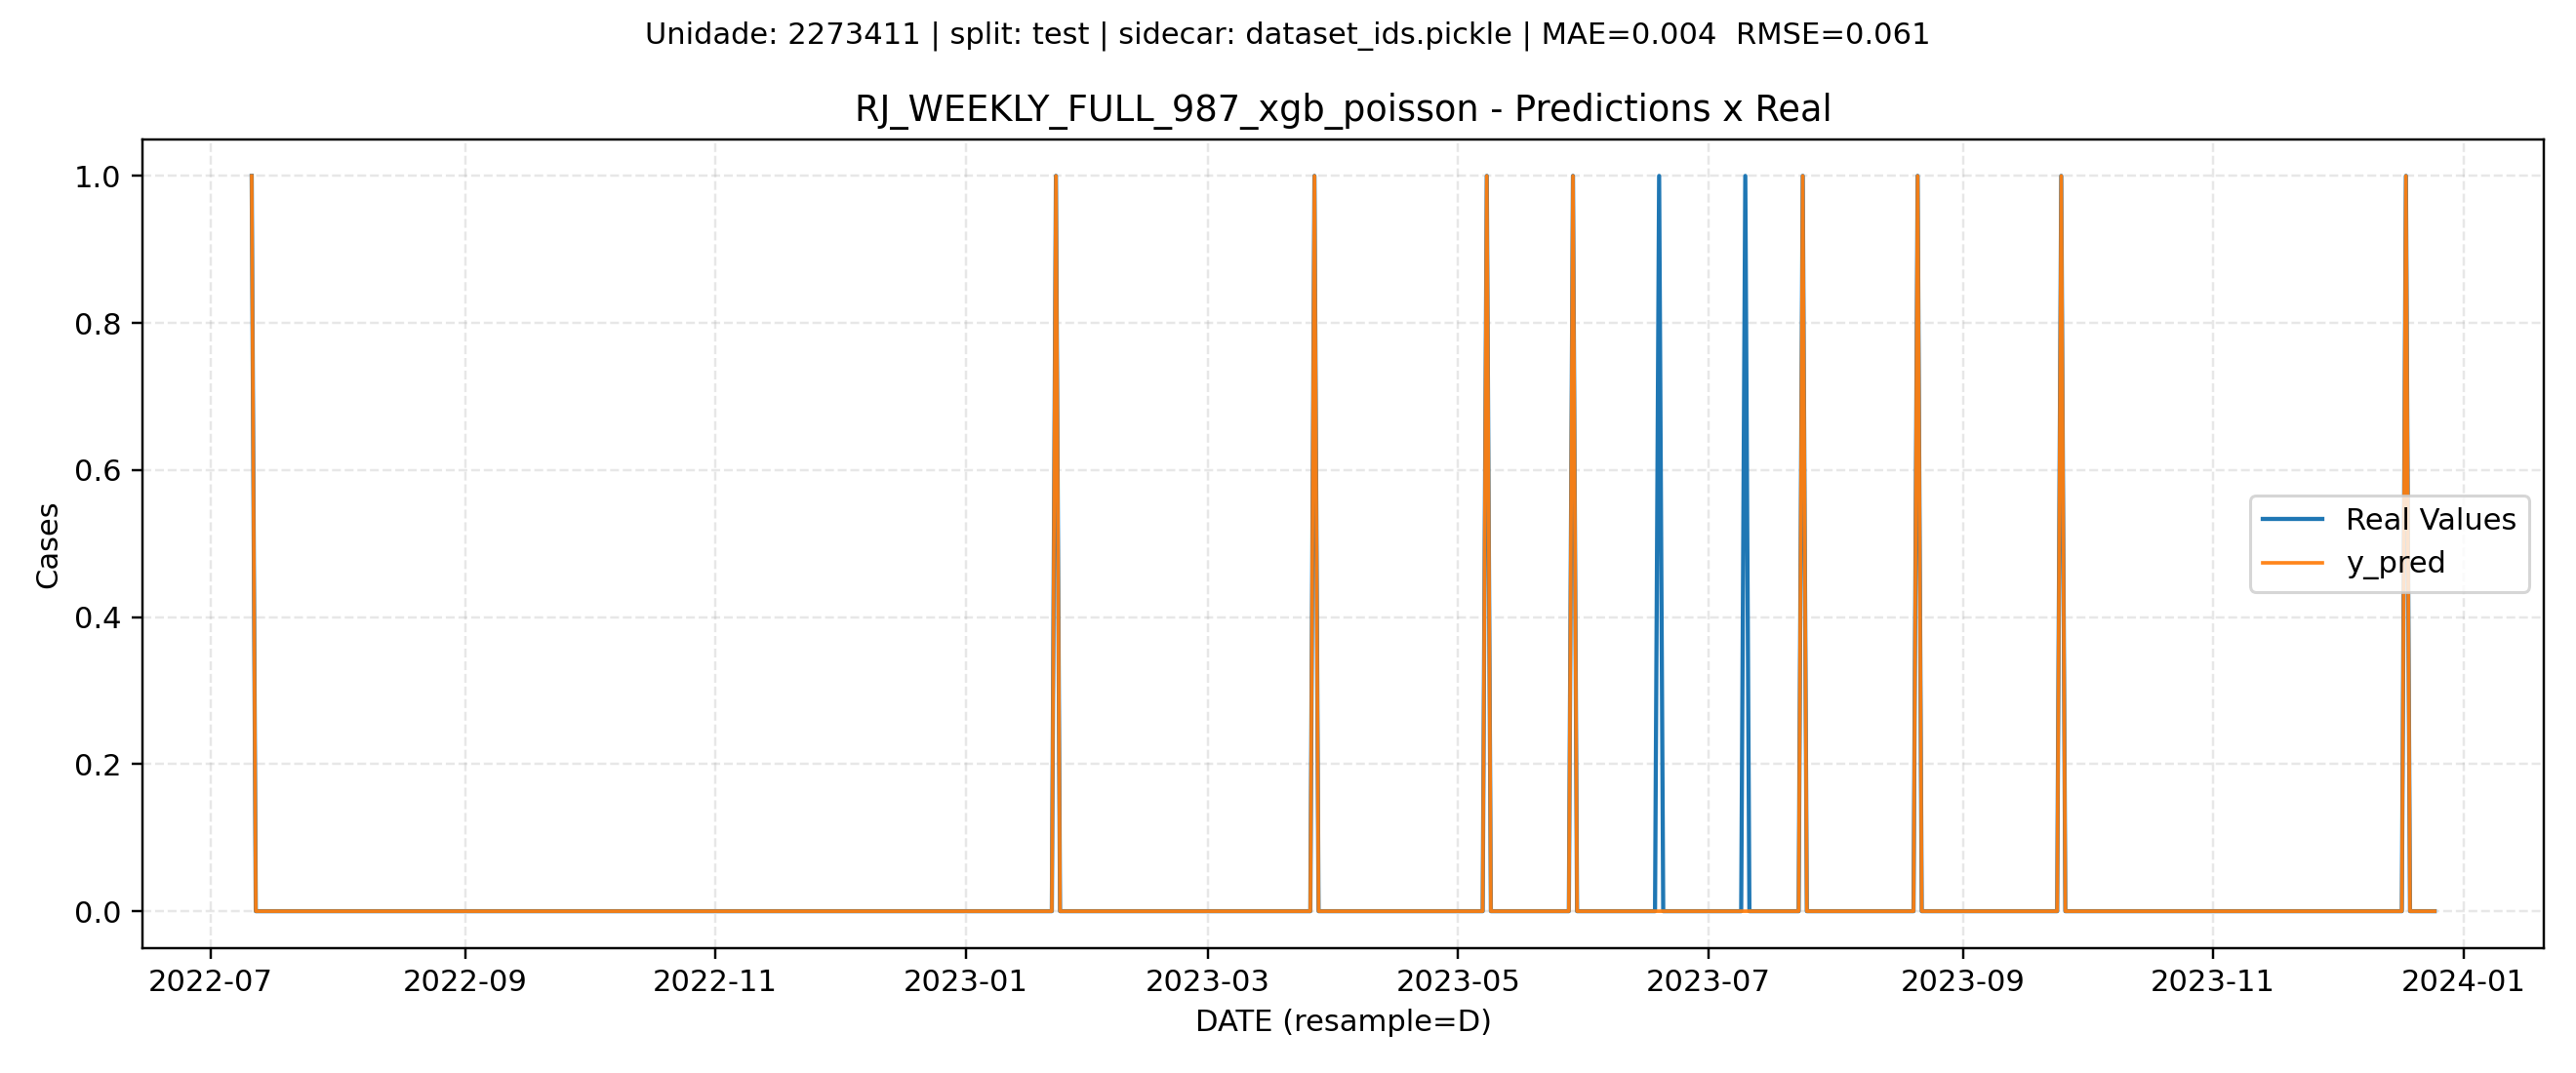 Unidade: 2273411 | split: test | sidecar: dataset_ids.pickle | MAE=0.004  RMSE=0.061
RJ_WEEKLY_FULL_987_xgb_poisson - Predictions x Real
1.0
0.8
0.6
0.4
0.2
0.0
Cases
Real Values
y_pred
2022-07
2022-09
2022-11
2023-01
2023-03
2023-05
2023-07
2023-09
2023-11
2024-01
DATE (resample=D)